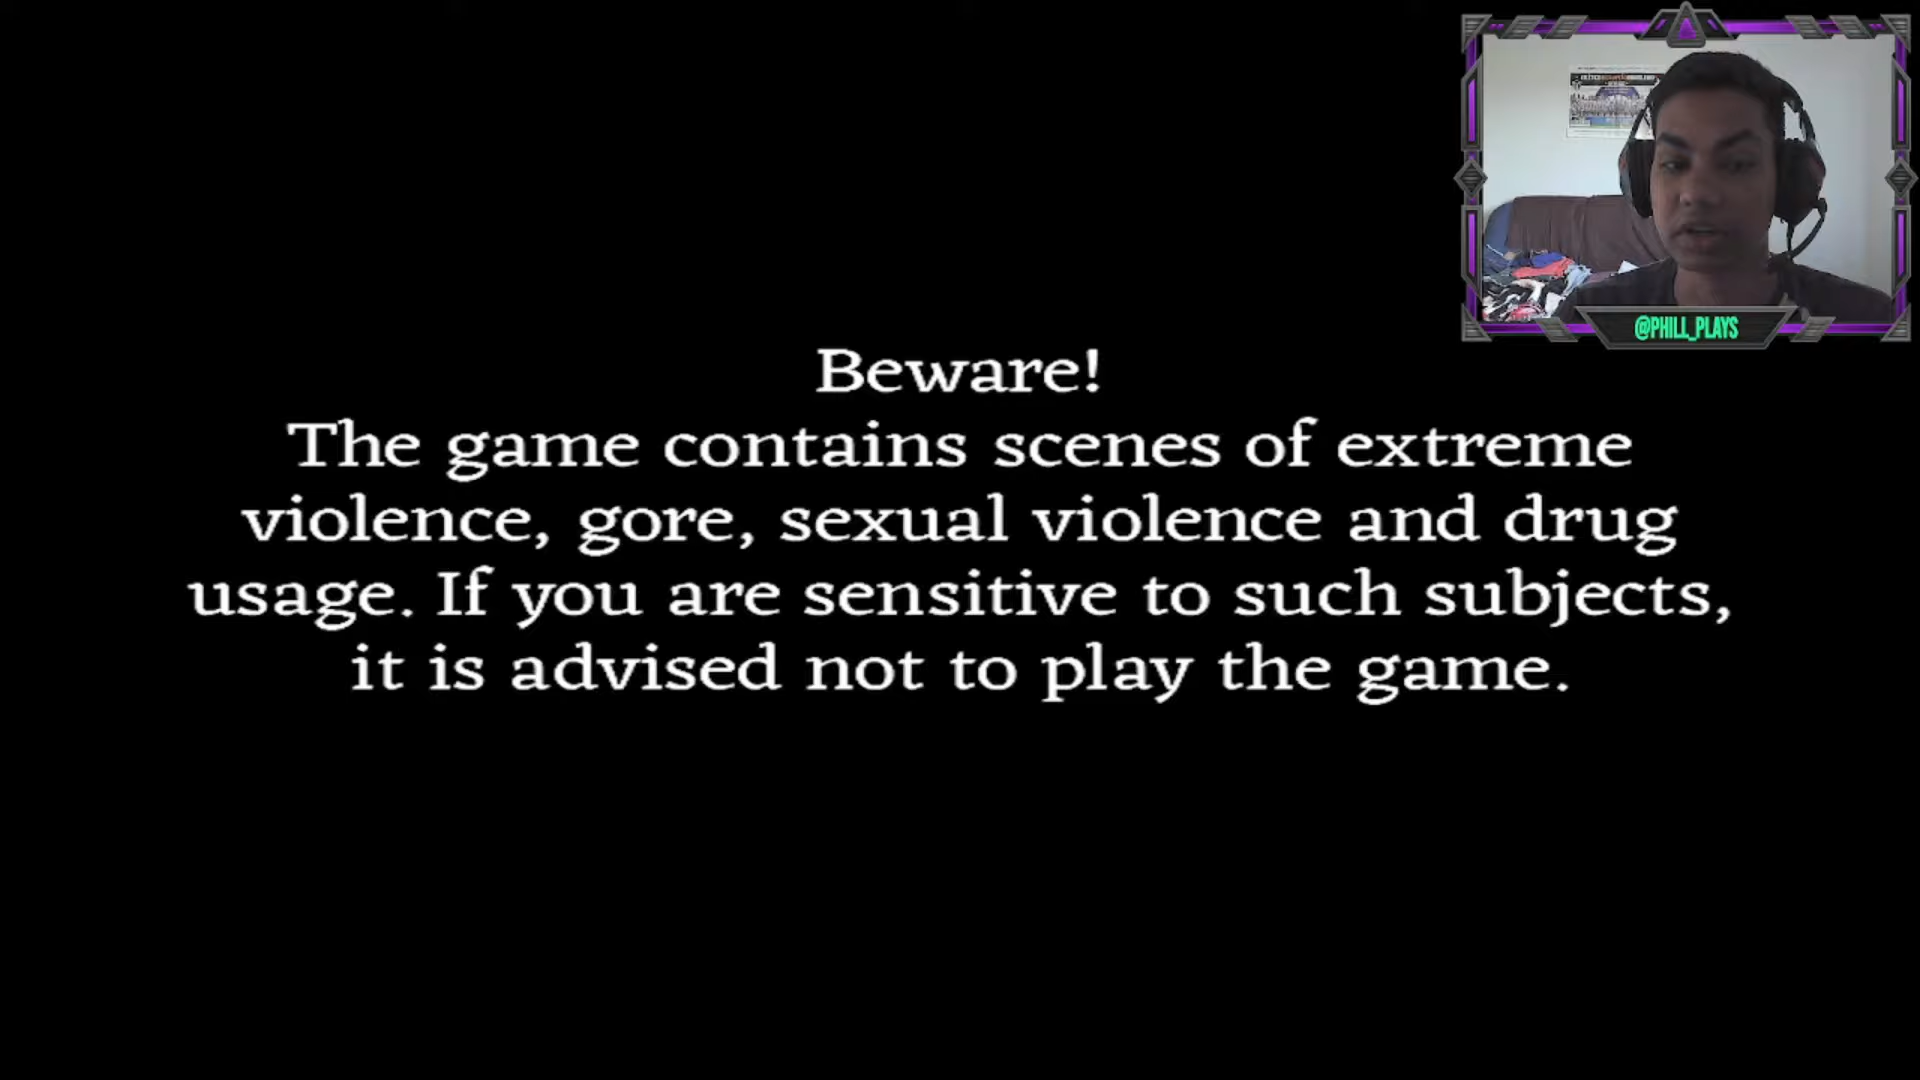 @PHILL_PLAYS
Beware!
The game contains scenes of extreme
violence, gore, sexual violence and drug
usage. If you are sensitive to such subjects,
it is advised not to play the game.